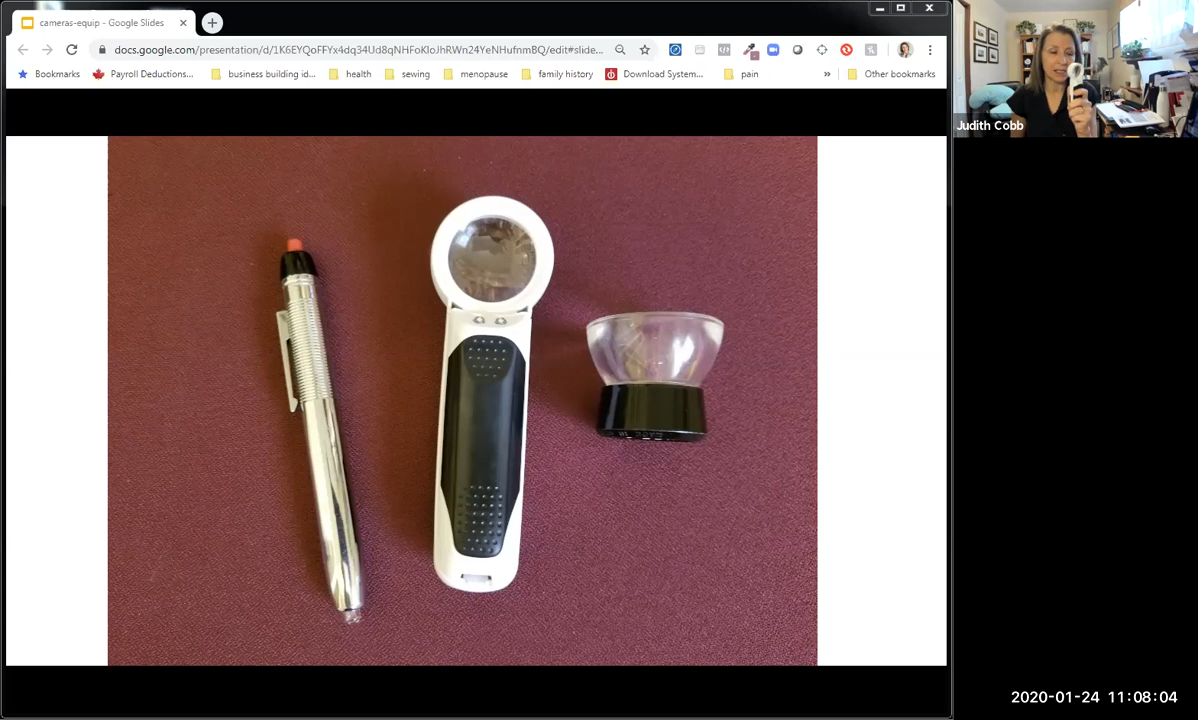 cameras-equip - Google Slides
docs.google.com/presentation/d/1K6EYQoFFYx4dq34Ud8qNHFoKIoJhRWn24YeNHufnmBQ/edit#slide...
Bookmarks Payroll Deductions... business building id... health sewing menopause family history Download System... pain » Other bookmarks
Judith Cobb
2020-01-24 11:08:04